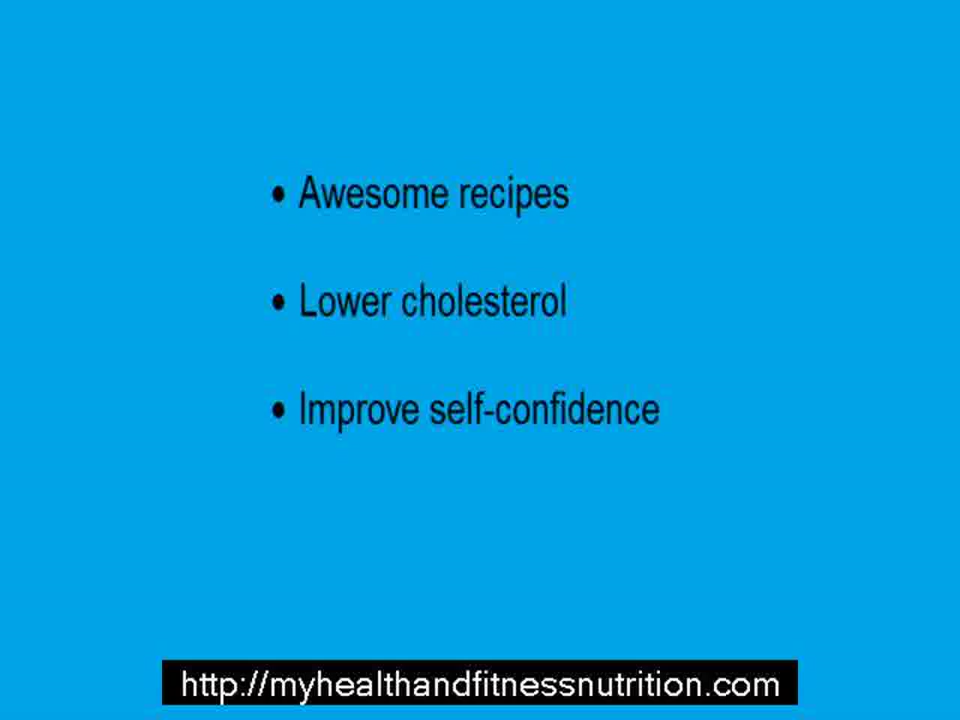 • Awesome recipes
• Lower cholesterol
• Improve self-confidence
http://myhealthandfitnessnutrition.com